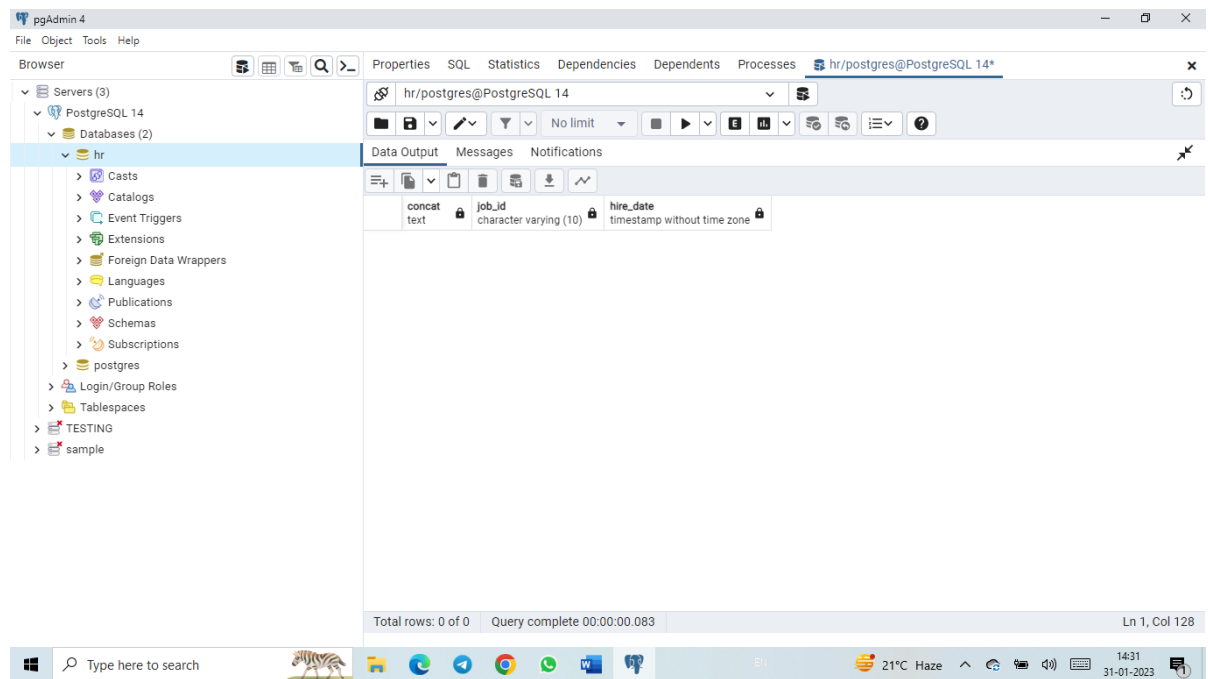 pgAdmin 4
File Object Tools Help
Browser
Properties SQL Statistics Dependencies Dependents Processes hr/postgres@PostgreSQL 14*
Servers (3)
PostgreSQL 14
Databases (2)
hr
Casts
Catalogs
Event Triggers
Extensions
Foreign Data Wrappers
Languages
Publications
Schemas
Subscriptions
postgres
Login/Group Roles
Tablespaces
TESTING
sample
hr/postgres@PostgreSQL 14
No limit
E
Data Output Messages Notifications
concat
text
job_id
character varying (10)
hire_date
timestamp without time zone
Total rows: 0 of 0 Query complete 00:00:00.083 Ln 1, Col 128
Type here to search
EN
21°C Haze
14:31
31-01-2023
1